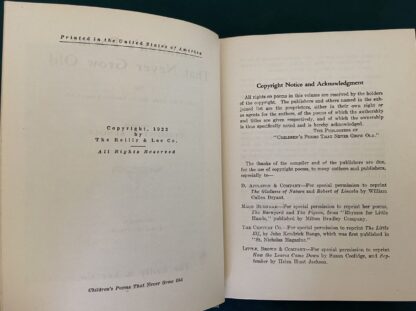 Printed in the United States of America
Copyright, 1922
by
The Reilly & Lee Co.
All Rights Reserved
Children's Poems That Never Grow Old
Copyright Notice and Acknowledgment
All rights on poems in this volume are reserved by the holders
of the copyright. The publishers and others named in the sub-
joined list are the proprietors, either in their own right or
as agents for the authors, of the poems of which the authorship
and titles are given respectively, and of which the ownership
is thus specifically noted and is hereby acknowledged.
THE PUBLISHERS OF
"CHILDREN'S POEMS THAT NEVER GROW OLD."
The thanks of the compiler and of the publishers are due,
for the use of copyright poems, to many authors and publishers,
especially to—
D. APPLETON & COMPANY—For special permission to reprint
The Gladness of Nature and Robert of Lincoln by William
Cullen Bryant.
MAUD BURNHAM—For special permission to reprint her poems,
The Barnyard and The Pigeon, from "Rhymes for Little
Hands," published by Milton Bradley Company.
THE CENTURY CO.—For special permission to reprint The Little
Elf, by John Kendrick Bangs, which was first published in
"St. Nicholas Magazine."
LITTLE, BROWN & COMPANY—For special permission to reprint
How the Leaves Came Down by Susan Coolidge, and Sep-
tember by Helen Hunt Jackson.